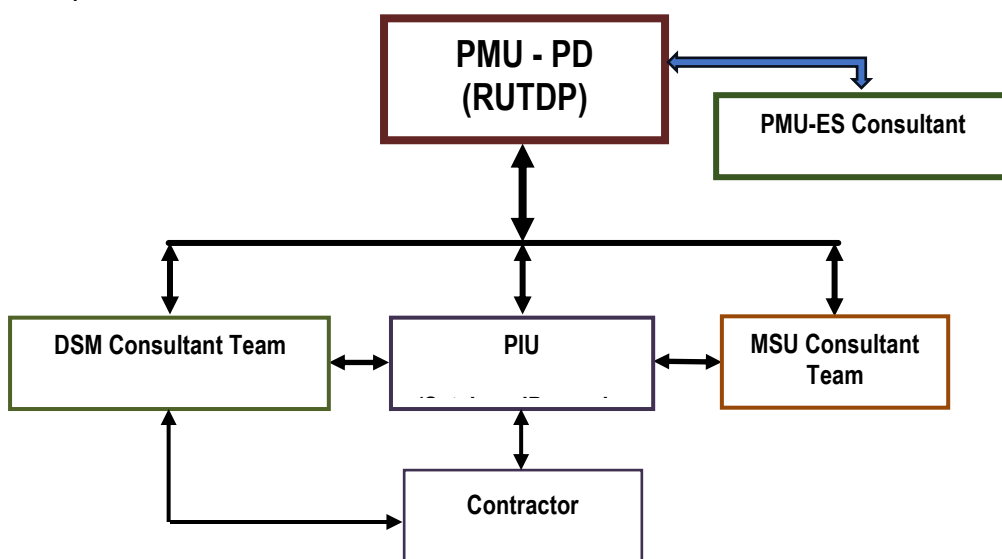 PMU - PD
(RUTDP)
PMU-ES Consultant
DSM Consultant Team
PIU
MSU Consultant
Team
Contractor